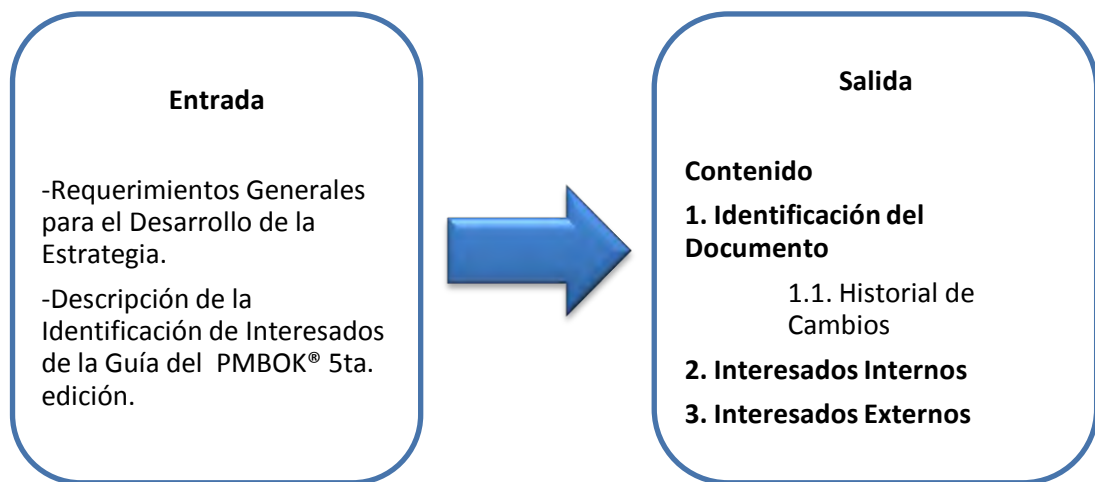 Entrada
-Requerimientos Generales
para el Desarrollo de la
Estrategia.
-Descripción de la
Identificación de Interesados
de la Guía del PMBOK® 5ta.
edición.
Salida
Contenido
1. Identificación del
Documento
1.1. Historial de
Cambios
2. Interesados Internos
3. Interesados Externos